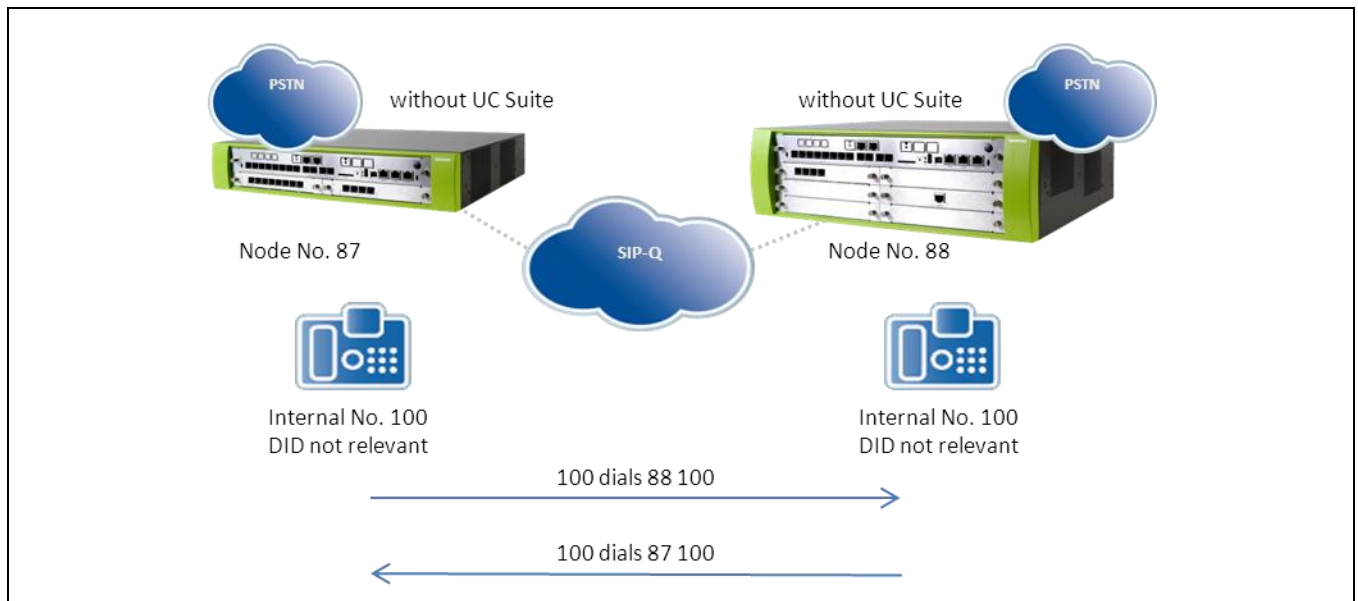 PSTN
without UC Suite
without UC Suite
PSTN
SIP-Q
Node No. 87
Node No. 88
Internal No. 100
DID not relevant
Internal No. 100
DID not relevant
100 dials 88 100
100 dials 87 100